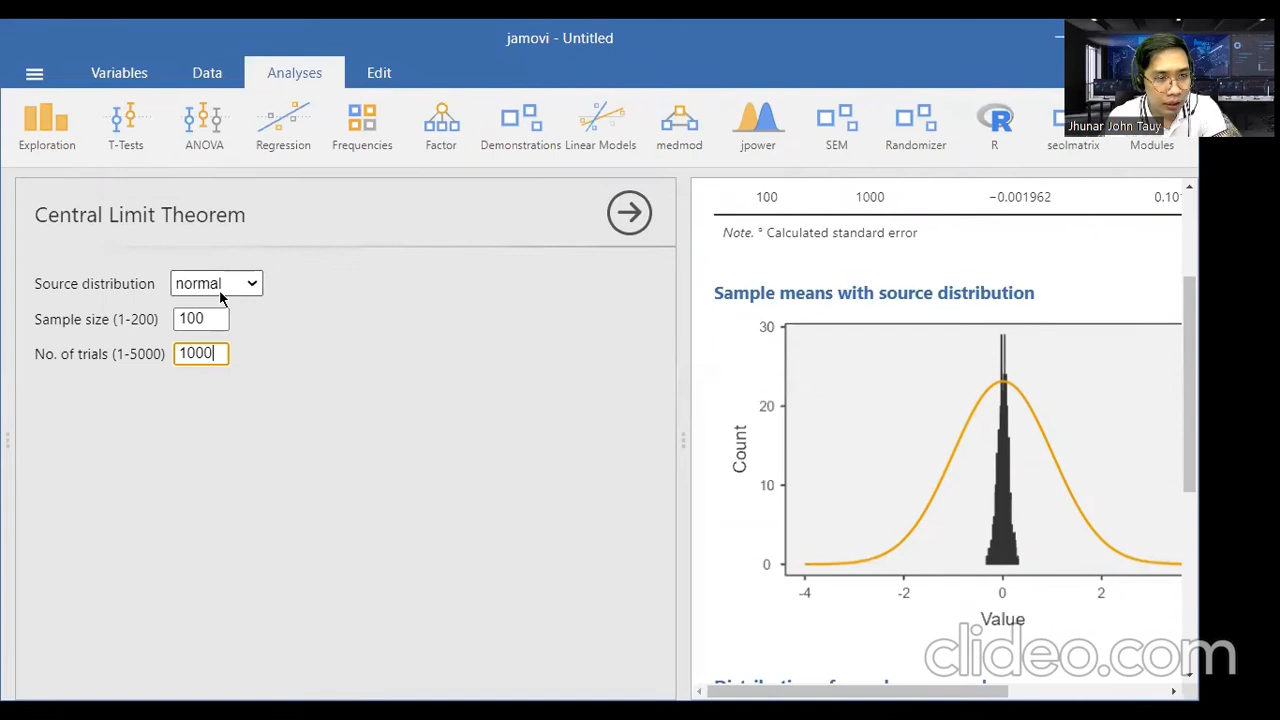 jamovi - Untitled
Variables
Data
Analyses
Edit
Jhunar John Tauy
Exploration
T-Tests
ANOVA
Regression
Frequencies
Factor
Demonstrations
Linear Models
medmod
jpower
SEM
Randomizer
R
seolmatrix
Modules
Central Limit Theorem
Source distribution normal
Sample size (1-200) 100
No. of trials (1-5000) 1000
100 1000 −0.001962 0.10
Note. ᵃ Calculated standard error
Sample means with source distribution
30
20
10
0
Count
-4 -2 0 2
Value
clideo.com